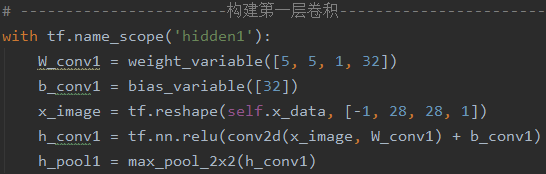 # -----------------------构建第一层卷积-----------------------
with tf.name_scope('hidden1'):
    W_conv1 = weight_variable([5, 5, 1, 32])
    b_conv1 = bias_variable([32])
    x_image = tf.reshape(self.x_data, [-1, 28, 28, 1])
    h_conv1 = tf.nn.relu(conv2d(x_image, W_conv1) + b_conv1)
    h_pool1 = max_pool_2x2(h_conv1)